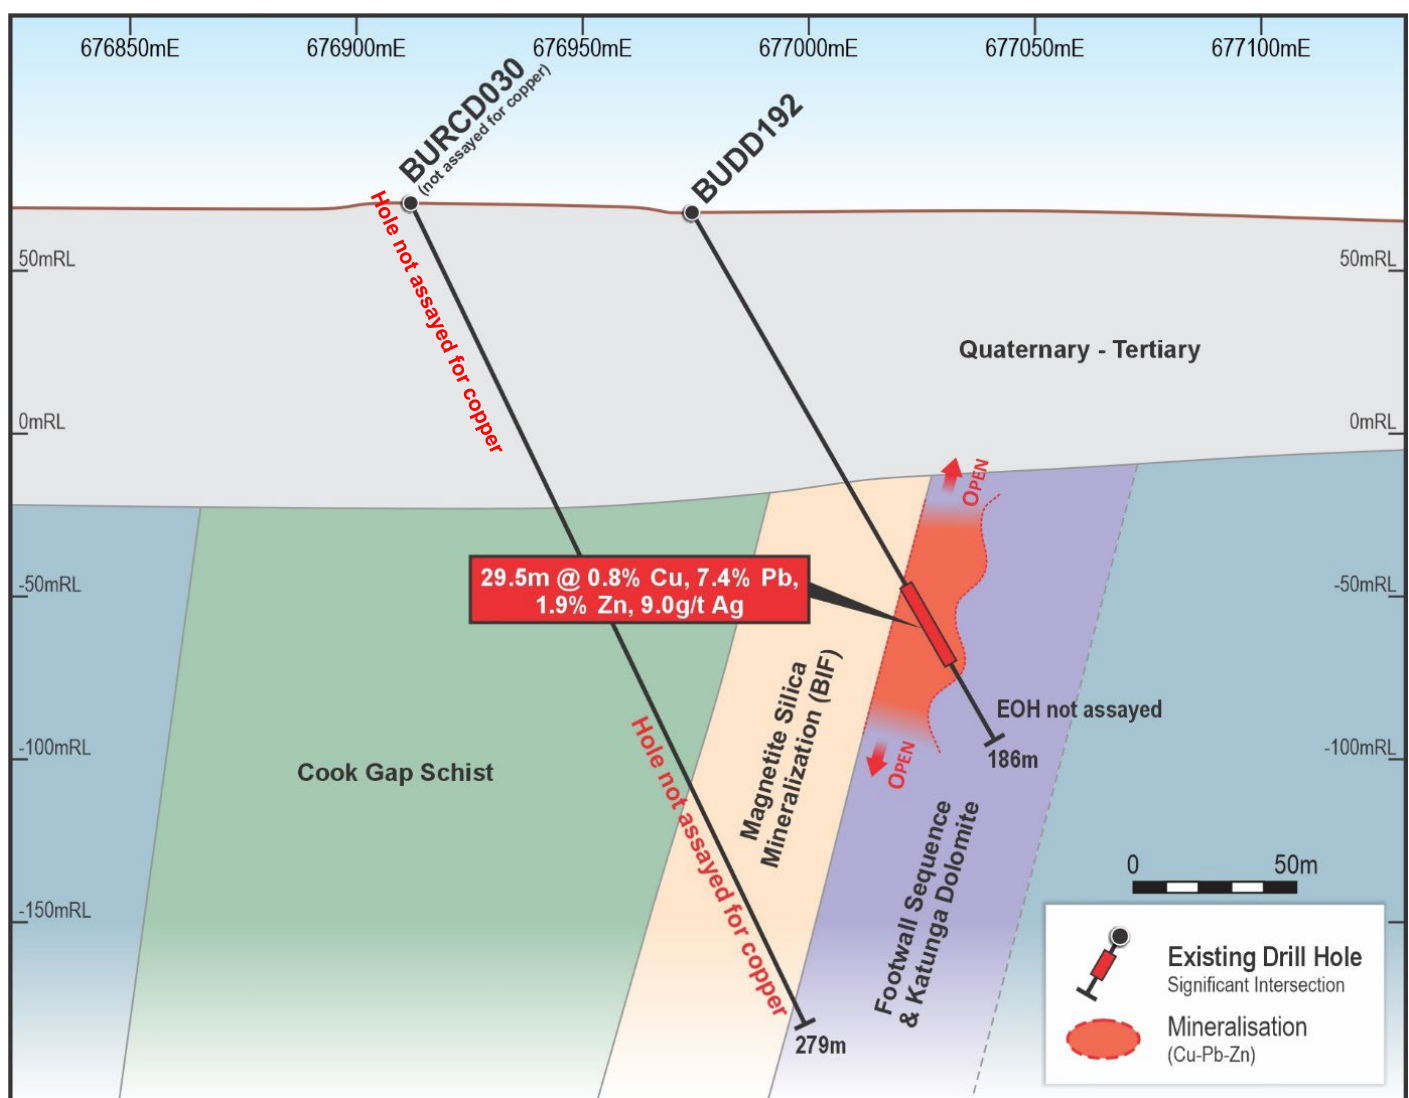 676850mE
676900mE
676950mE
677000mE
677050mE
677100mE
BURCD030
(not assayed for copper)
BUDD192
Hole not assayed for copper
50mRL
50mRL
Quaternary - Tertiary
0mRL
0mRL
OPEN
-50mRL
-50mRL
29.5m @ 0.8% Cu, 7.4% Pb,
1.9% Zn, 9.0g/t Ag
Magnetite Silica
Mineralization (BIF)
EOH not assayed
186m
-100mRL
-100mRL
OPEN
Cook Gap Schist
Hole not assayed for copper
Footwall Sequence
& Katunga Dolomite
-150mRL
279m
0
50m
Existing Drill Hole
Significant Intersection
Mineralisation
(Cu-Pb-Zn)